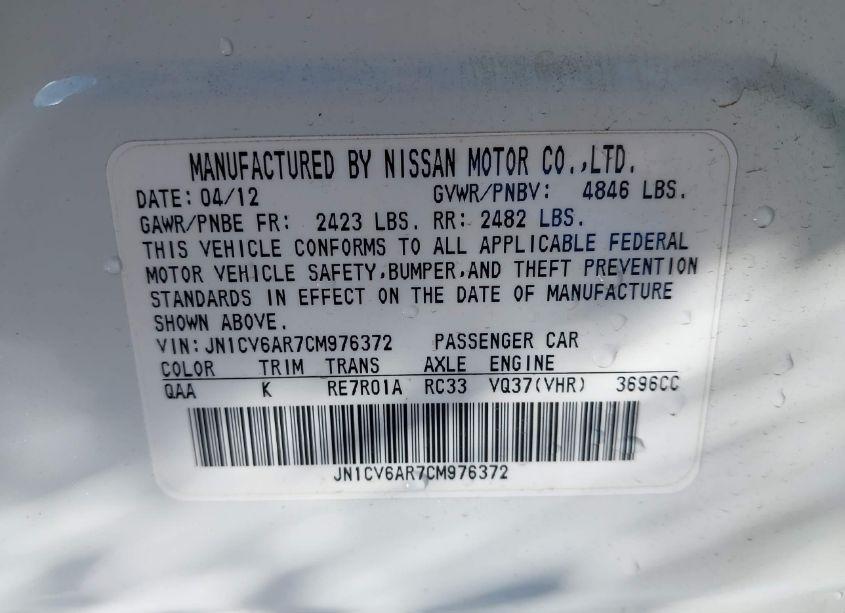 MANUFACTURED BY NISSAN MOTOR CO.,LTD.
DATE: 04/12 GVWR/PNBV: 4846 LBS.
GAWR/PNBE FR: 2423 LBS. RR: 2482 LBS.
THIS VEHICLE CONFORMS TO ALL APPLICABLE FEDERAL
MOTOR VEHICLE SAFETY,BUMPER,AND THEFT PREVENTION
STANDARDS IN EFFECT ON THE DATE OF MANUFACTURE
SHOWN ABOVE.
VIN: JN1CV6AR7CM976372 PASSENGER CAR
COLOR TRIM TRANS AXLE ENGINE
QAA K RE7R01A RC33 VQ37(VHR) 3696CC
JN1CV6AR7CM976372